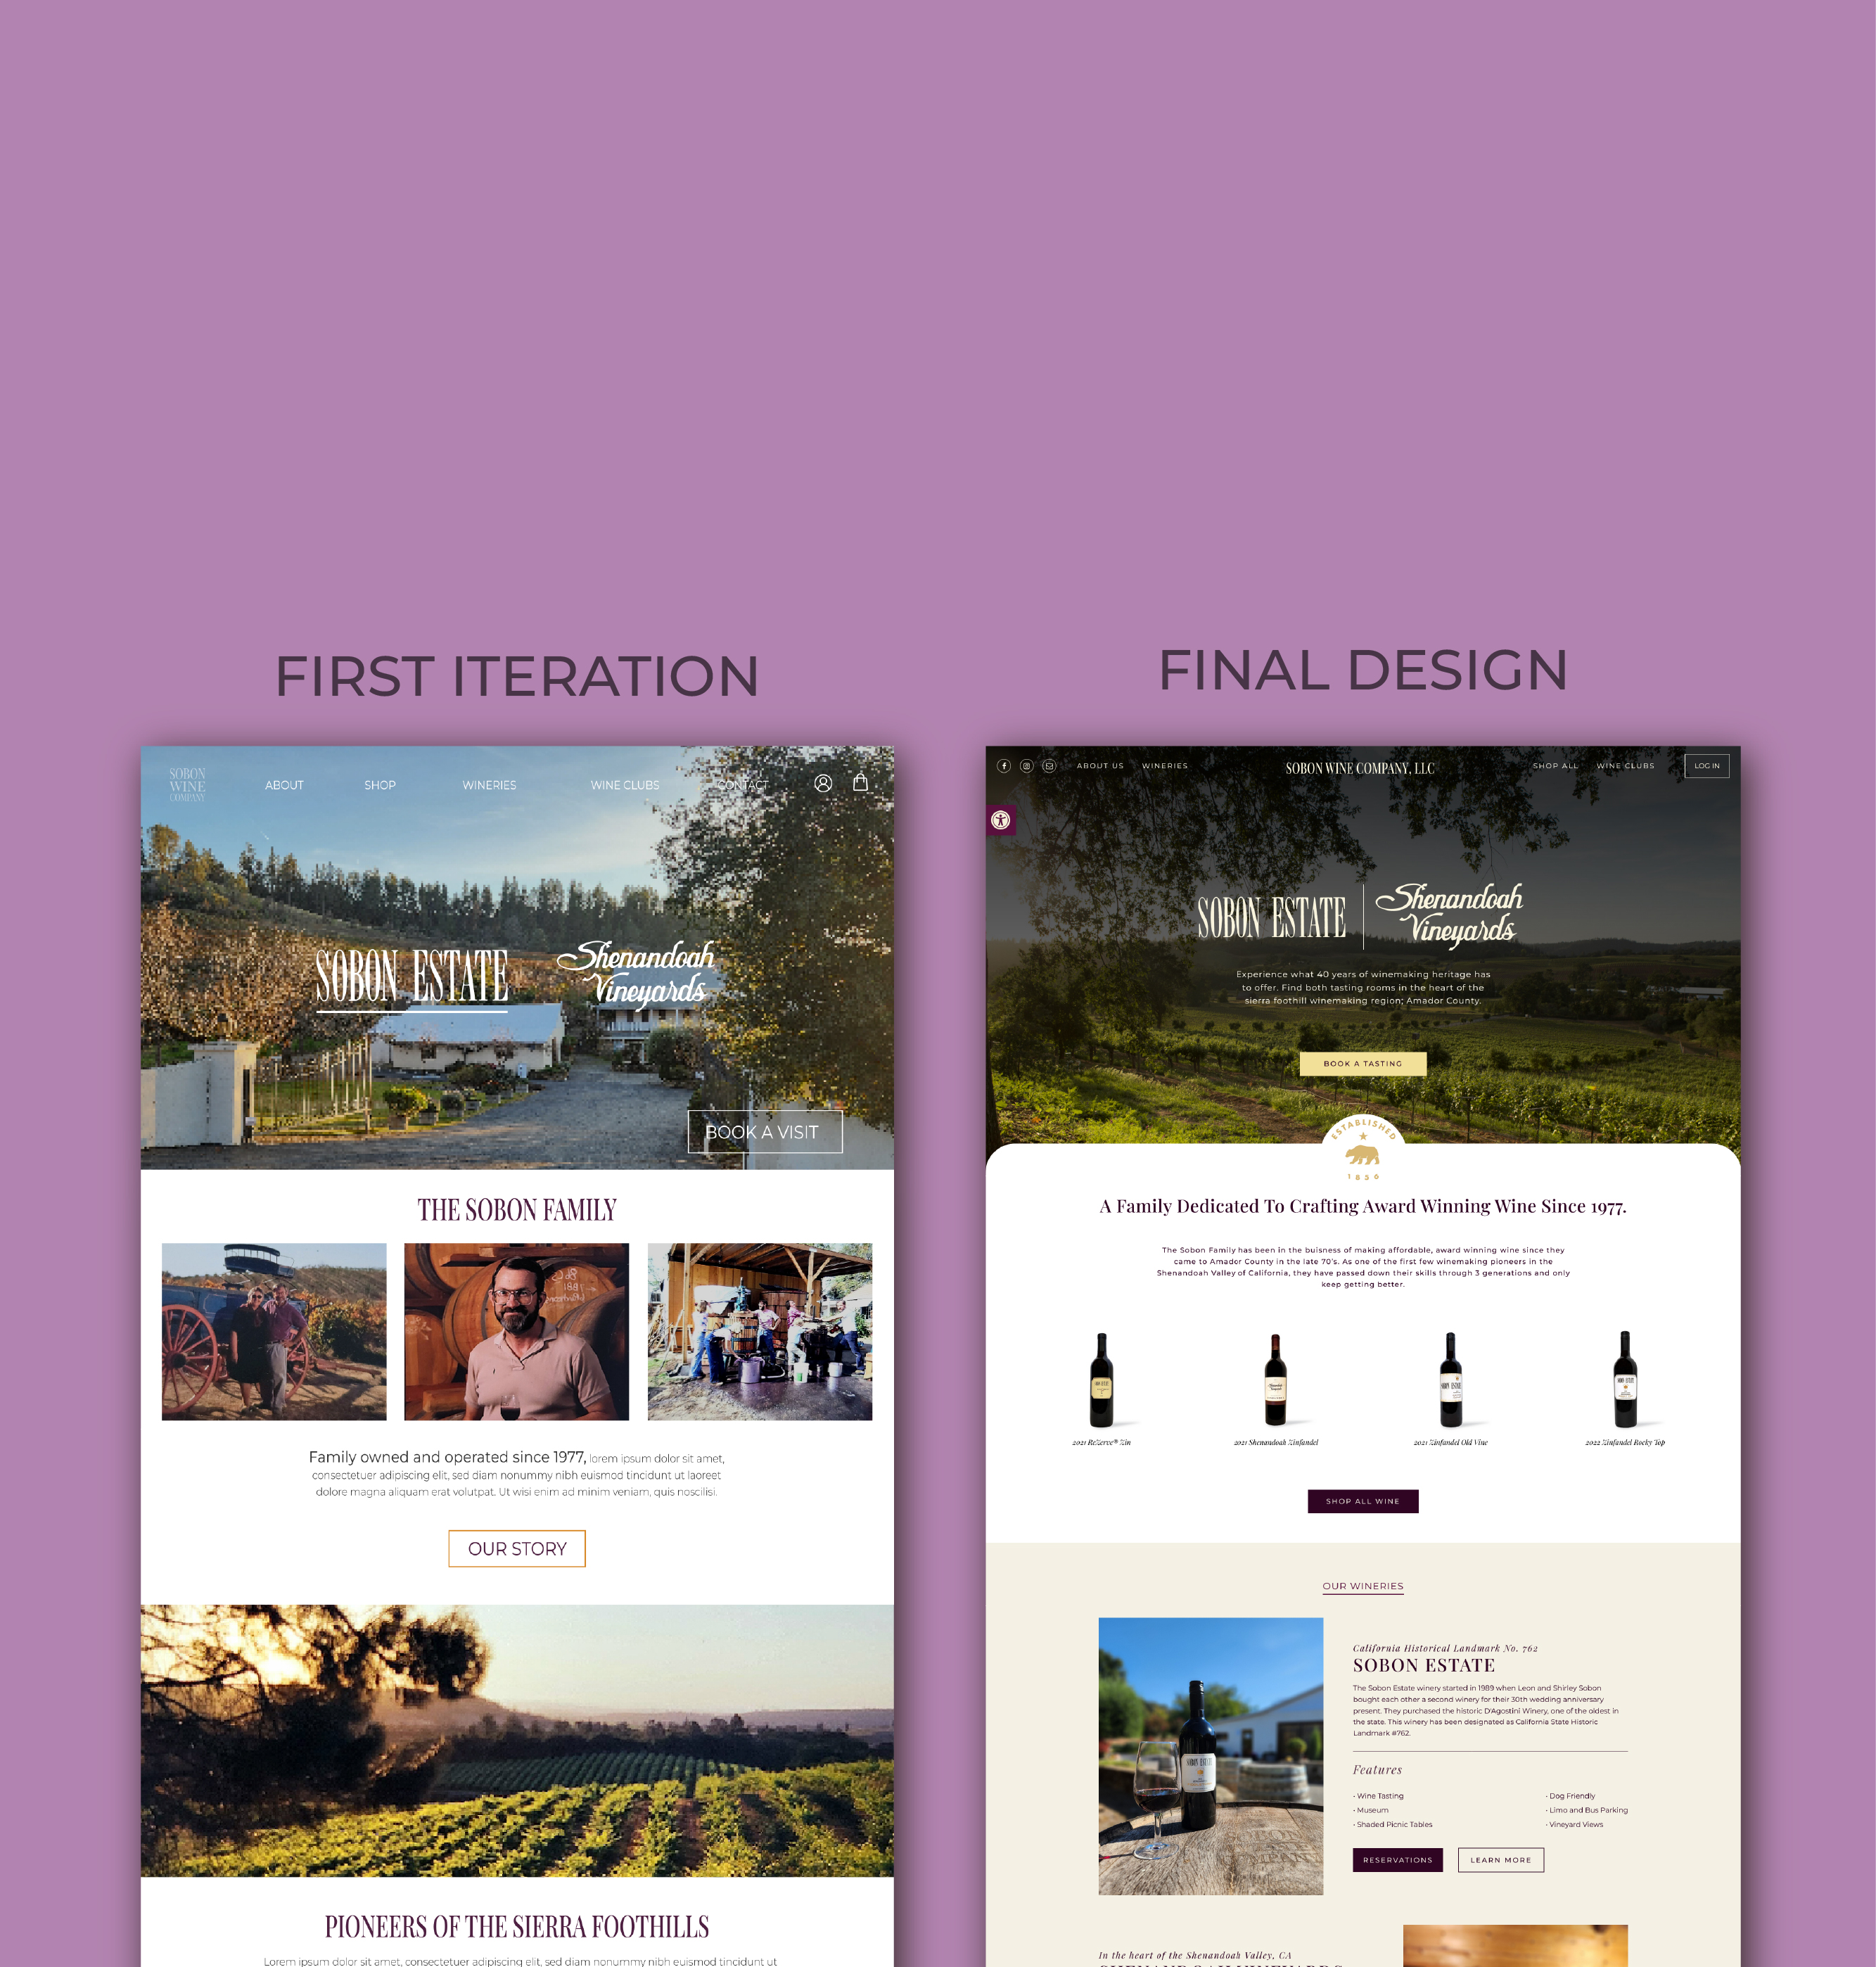 FIRST ITERATION
SOBON
WINE
COMPANY
ABOUT
SHOP
WINERIES
WINE CLUBS
CONTACT
SOBON ESTATE
Shenandoah
Vineyards
BOOK A VISIT
THE SOBON FAMILY
Family owned and operated since 1977, lorem ipsum dolor sit amet,
consectetuer adipiscing elit, sed diam nonummy nibh euismod tincidunt ut laoreet
dolore magna aliquam erat volutpat. Ut wisi enim ad minim veniam, quis noscilisi.
OUR STORY
PIONEERS OF THE SIERRA FOOTHILLS
Lorem ipsum dolor sit amet, consectetuer adipiscing elit, sed diam nonummy nibh euismod tincidunt ut
FINAL DESIGN
ABOUT US
WINERIES
SOBON WINE COMPANY, LLC
SHOP ALL
WINE CLUBS
LOG IN
SOBON ESTATE
Shenandoah
Vineyards
Experience what 40 years of winemaking heritage has
to offer. Find both tasting rooms in the heart of the
sierra foothill winemaking region; Amador County.
BOOK A TASTING
ESTABLISHED
1856
A Family Dedicated To Crafting Award Winning Wine Since 1977.
The Sobon Family has been in the buisness of making affordable, award winning wine since they
came to Amador County in the late 70's. As one of the first few winemaking pioneers in the
Shenandoah Valley of California, they have passed down their skills through 3 generations and only
keep getting better.
2021 ReZerve® Zin
2021 Shenandoah Zinfandel
2021 Zinfandel Old Vine
2022 Zinfandel Rocky Top
SHOP ALL WINE
OUR WINERIES
California Historical Landmark No. 762
SOBON ESTATE
The Sobon Estate winery started in 1989 when Leon and Shirley Sobon
bought each other a second winery for their 30th wedding anniversary
present. They purchased the historic D'Agostini Winery, one of the oldest in
the state. This winery has been designated as California State Historic
Landmark #762.
Features
• Wine Tasting
• Museum
• Shaded Picnic Tables
• Dog Friendly
• Limo and Bus Parking
• Vineyard Views
RESERVATIONS
LEARN MORE
In the heart of the Shenandoah Valley, CA